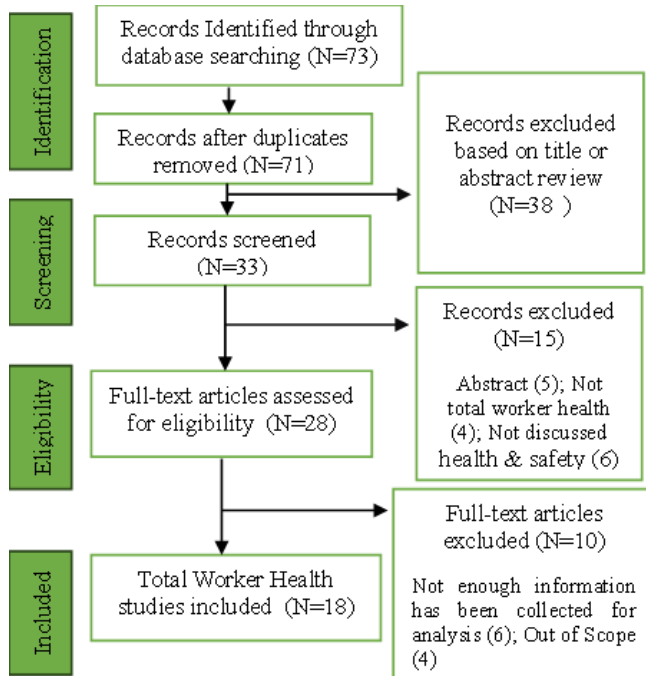 Identification
Records Identified through
database searching (N=73)
Records after duplicates
removed (N=71)
Records excluded
based on title or
abstract review
(N=38 )
Screening
Records screened
(N=33)
Records excluded
(N=15)
Abstract (5); Not
total worker health
(4); Not discussed
health & safety (6)
Eligibility
Full-text articles assessed
for eligibility (N=28)
Full-text articles
excluded (N=10)
Not enough information
has been collected for
analysis (6); Out of Scope
(4)
Included
Total Worker Health
studies included (N=18)